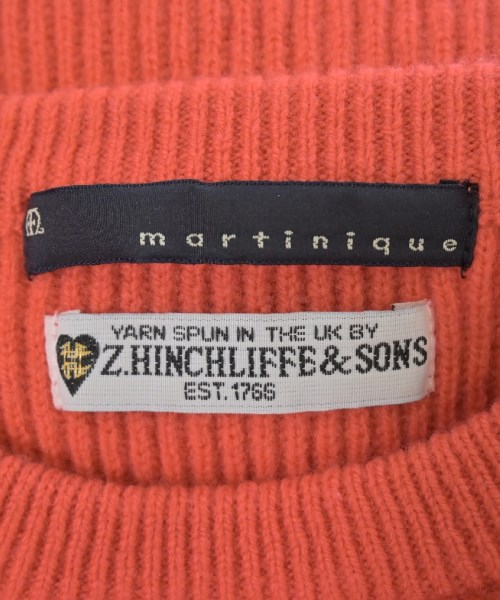 martinique
YARN SPUN IN THE UK BY
Z.HINCHLIFFE & SONS
EST. 1766